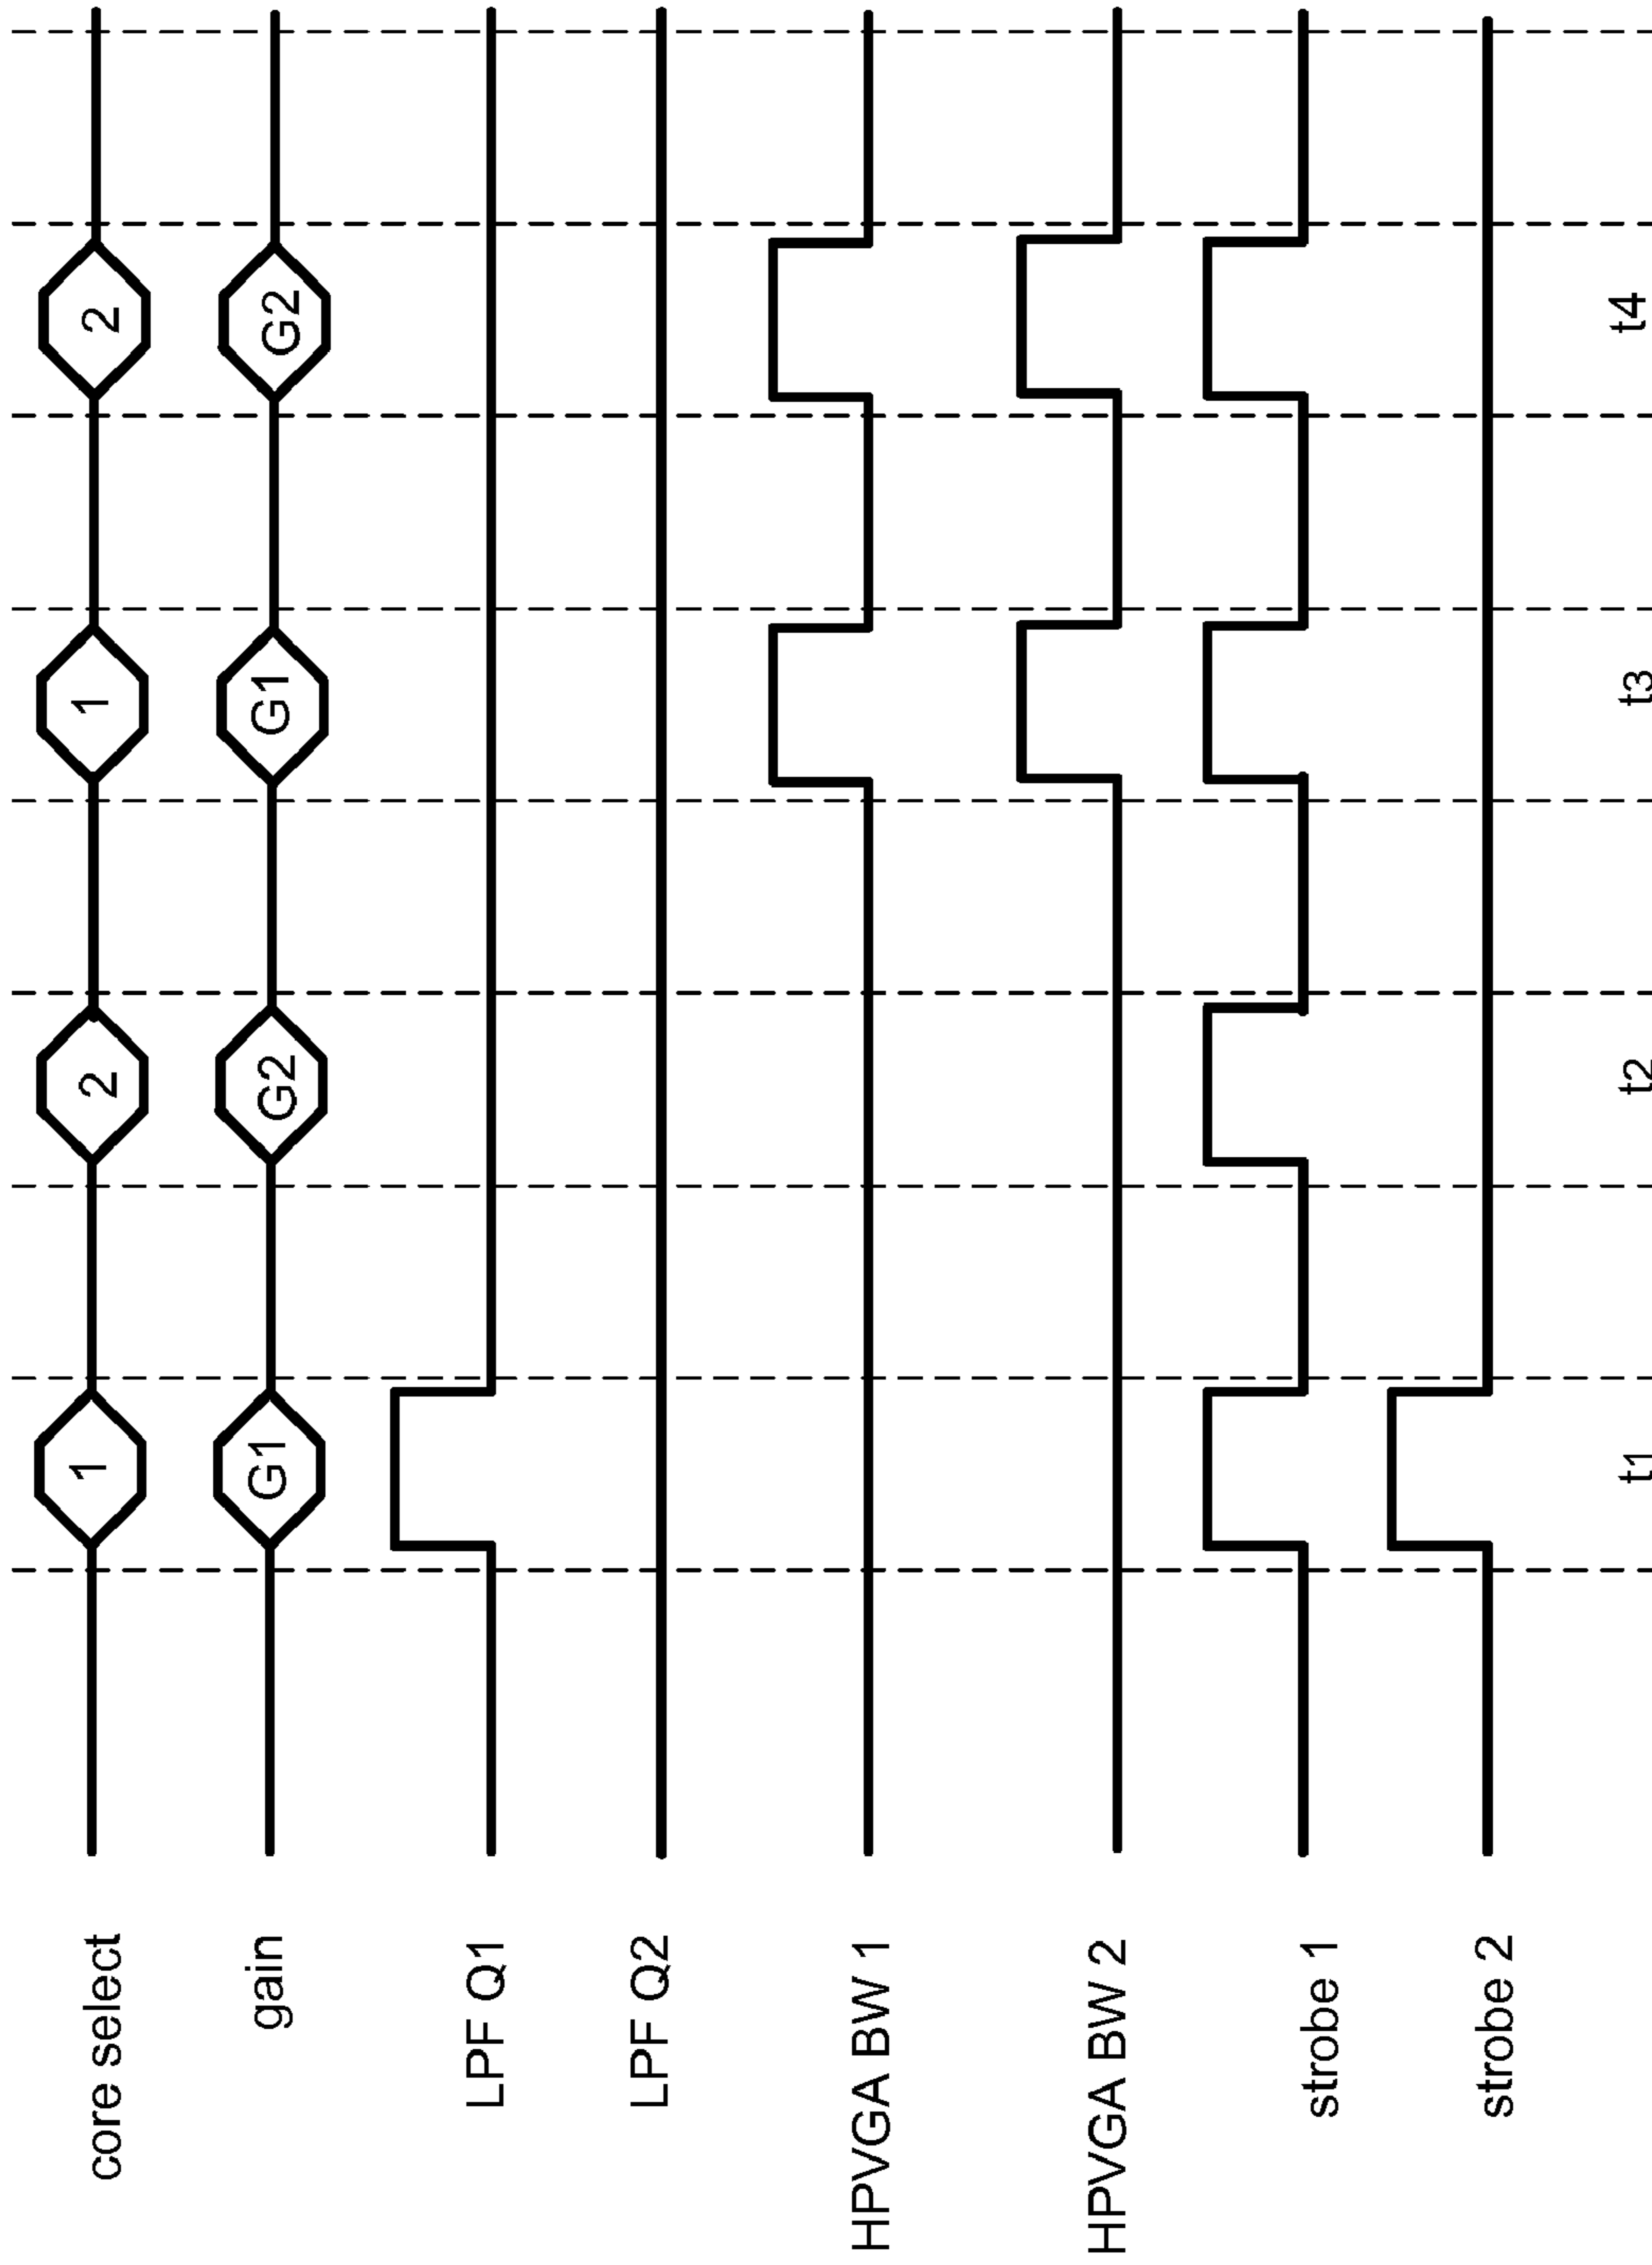 core select
1
2
1
2
gain
G1
G2
G1
G2
LPF Q1
LPF Q2
HPVGA BW 1
HPVGA BW 2
strobe 1
strobe 2
t1
t2
t3
t4